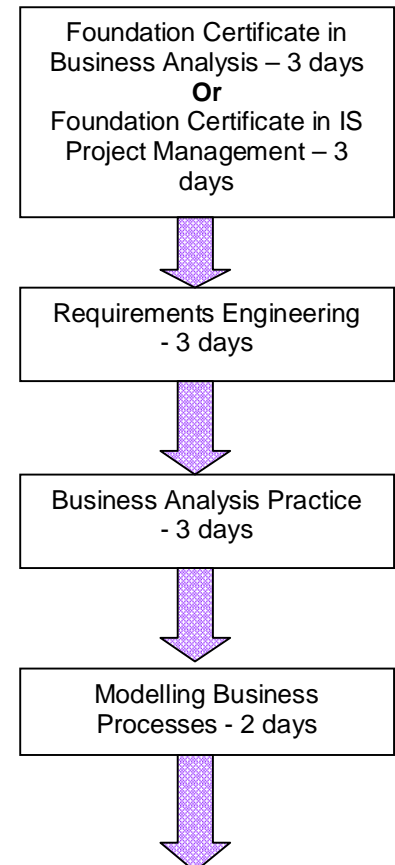 Foundation Certificate in
Business Analysis – 3 days
Or
Foundation Certificate in IS
Project Management – 3
days
Requirements Engineering
- 3 days
Business Analysis Practice
- 3 days
Modelling Business
Processes - 2 days